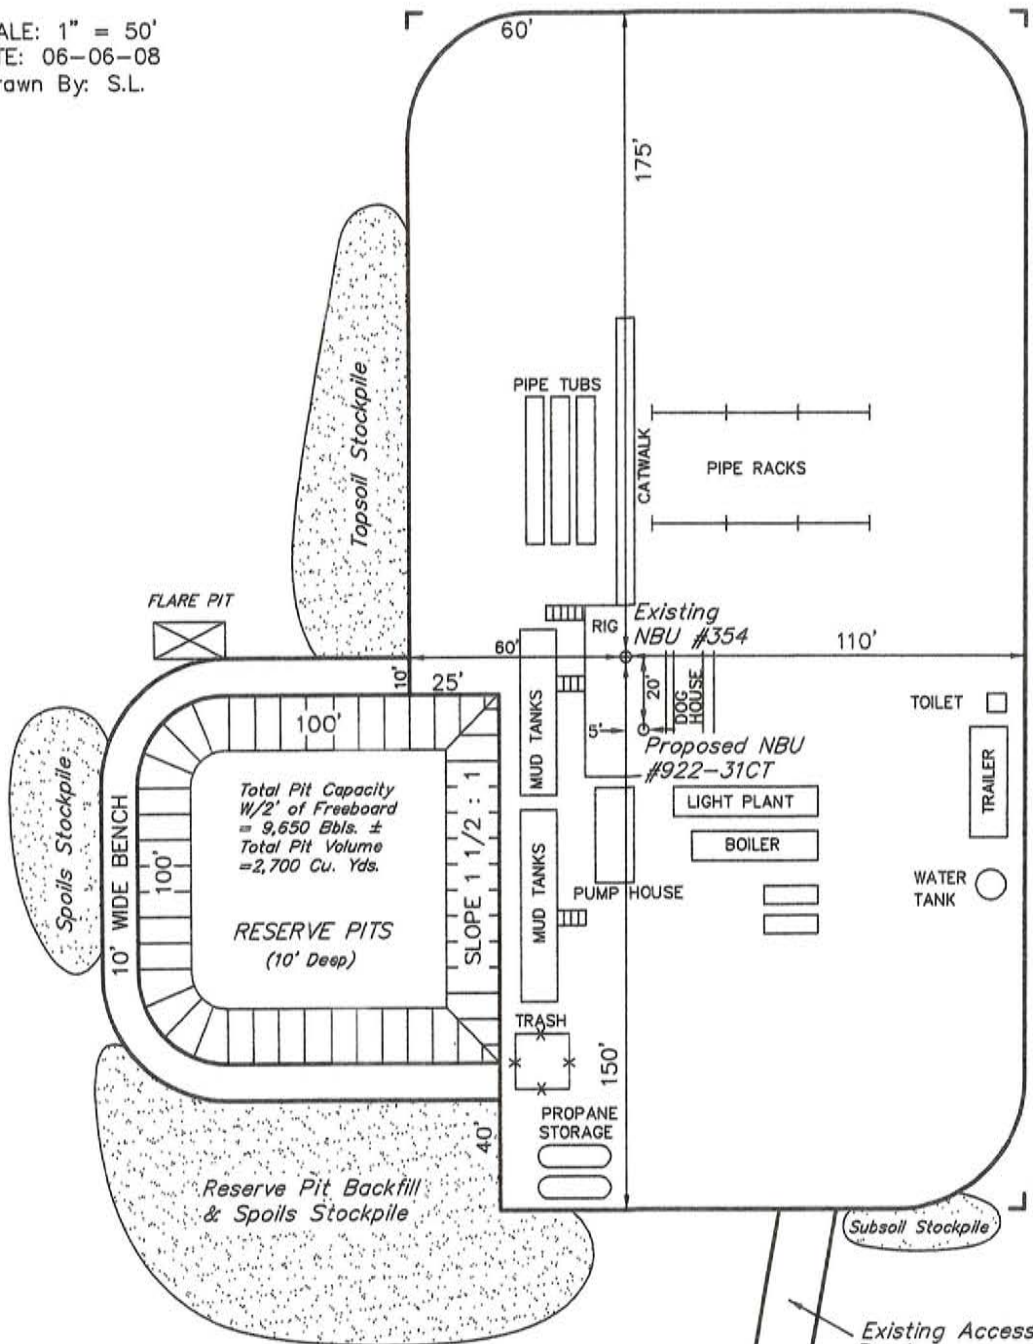 ALE: 1" = 50'
TE: 06-06-08
rawn By: S.L.
60'
175'
Topsoil Stockpile
PIPE TUBS
CATWALK
PIPE RACKS
FLARE PIT
RIG
Existing
NBU #354
60'
110'
10'
25'
20'
DOG
HOUSE
5'
Proposed NBU
#922-31CT
TOILET
TRAILER
100'
MUD TANKS
LIGHT PLANT
BOILER
Total Pit Capacity
W/2' of Freeboard
= 9,650 Bbls. ±
Total Pit Volume
=2,700 Cu. Yds.
Spoils Stockpile
10' WIDE BENCH
100'
SLOPE 1 1/2 : 1
MUD TANKS
PUMP HOUSE
WATER
TANK
RESERVE PITS
(10' Deep)
TRASH
150'
PROPANE
STORAGE
40'
Reserve Pit Backfill
& Spoils Stockpile
Subsoil Stockpile
Existing Access